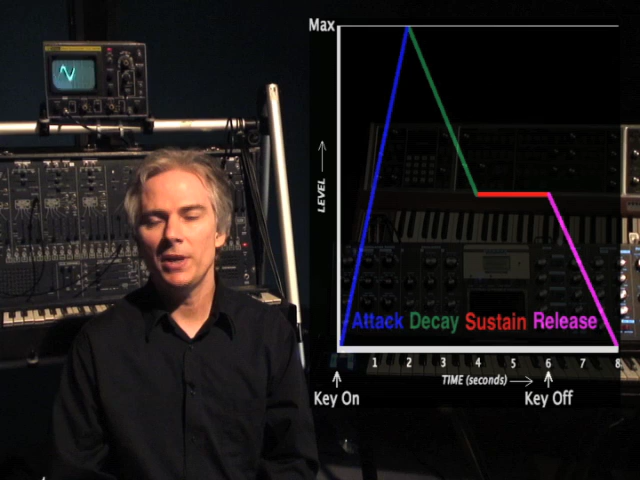 Max
LEVEL
Attack Decay Sustain Release
1 2 3 4 5 6 7 8
TIME (seconds)
Key On Key Off